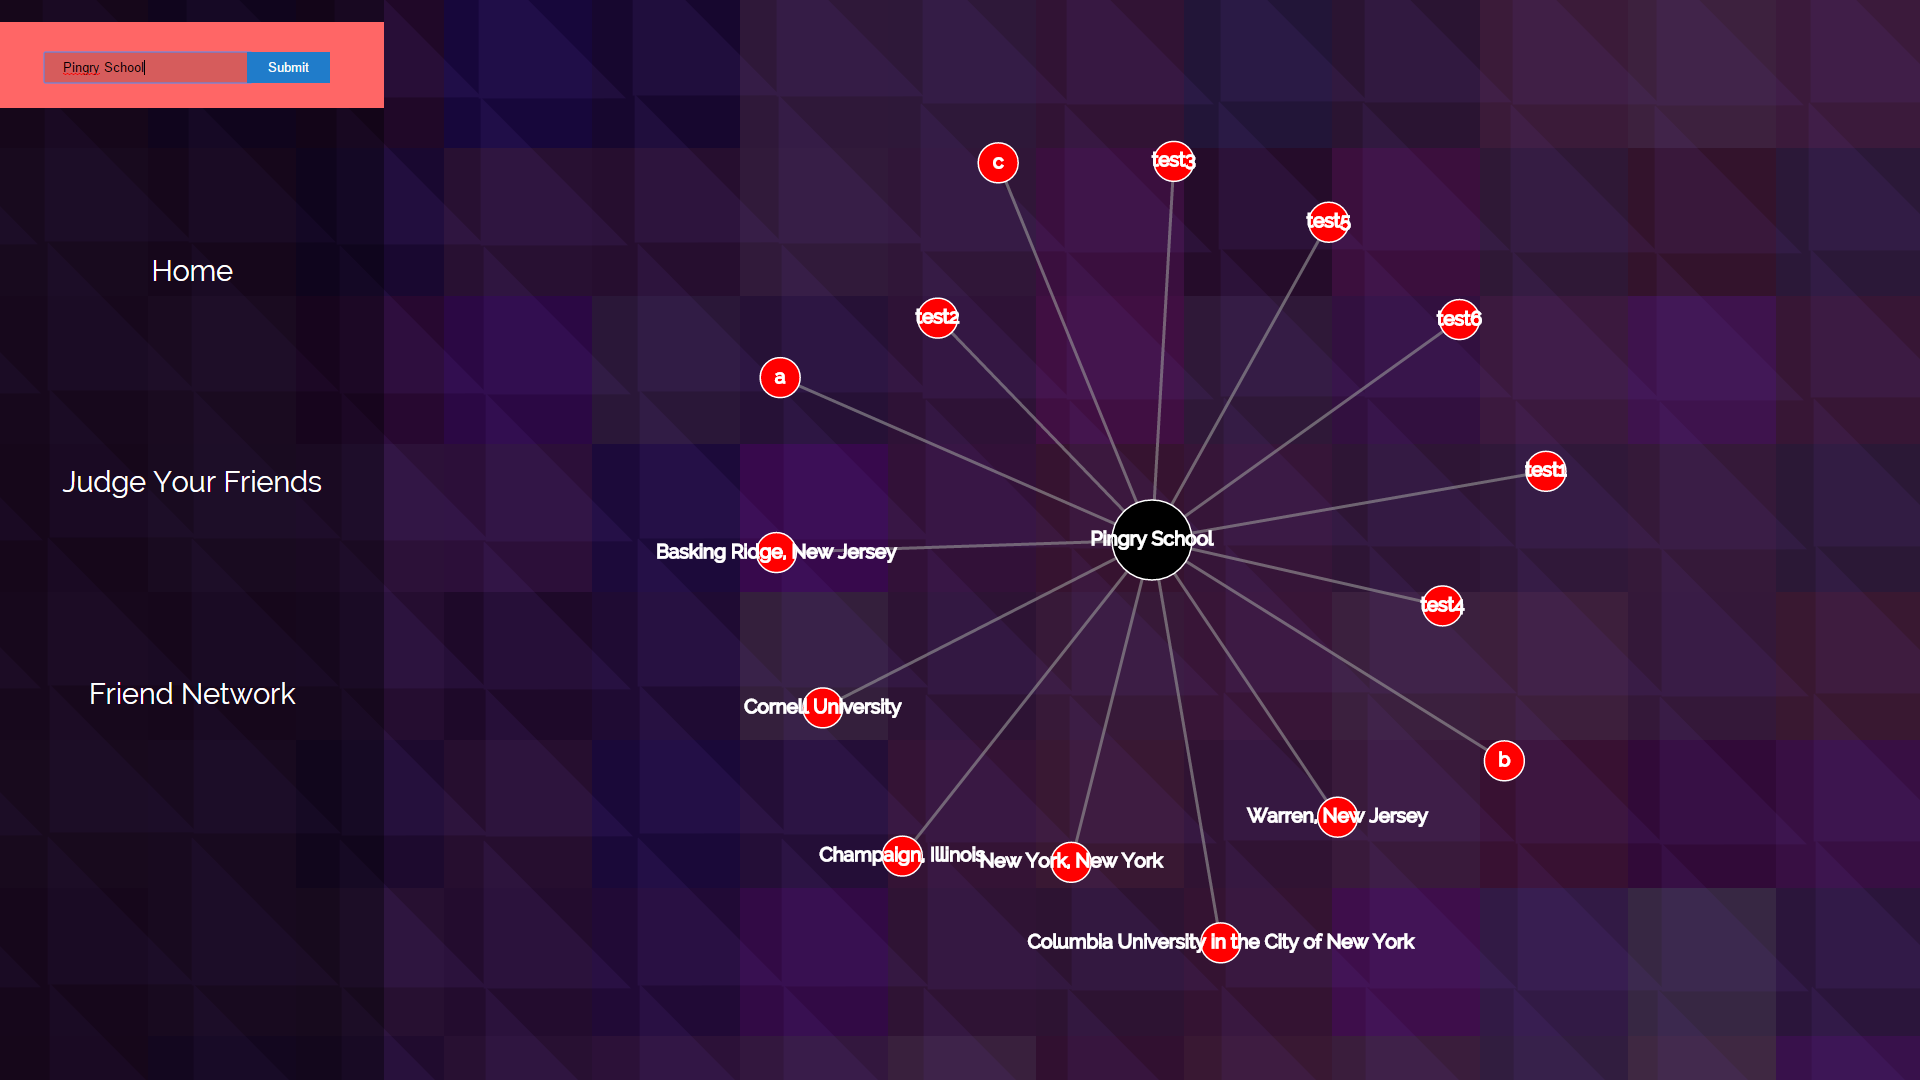 Pingry School
Submit
Home
Judge Your Friends
Friend Network
c
test3
test5
test2
test6
a
test1
Pingry School
Basking Ridge, New Jersey
test4
Cornell University
b
Warren, New Jersey
Champaign, Illinois
New York, New York
Columbia University in the City of New York